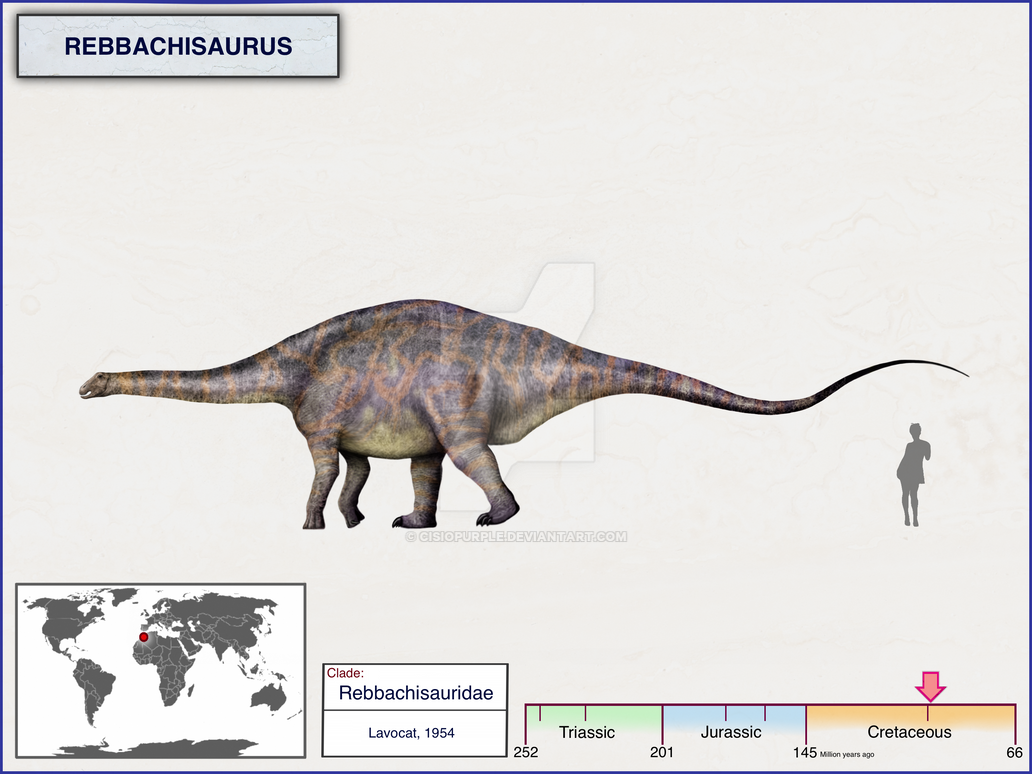 REBBACHISAURUS
© CISIOPURPLE.DEVIANTART.COM
Clade:
Rebbachisauridae
Lavocat, 1954
Triassic Jurassic Cretaceous
252 201 145 Million years ago 66